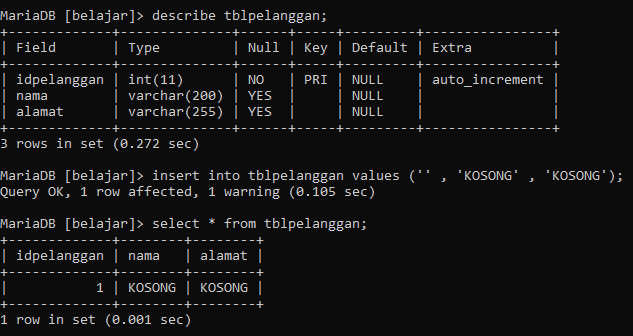 MariaDB [belajar]> describe tblpelanggan;
+-------------+--------------+------+-----+---------+----------------+
| Field       | Type         | Null | Key | Default | Extra          |
+-------------+--------------+------+-----+---------+----------------+
| idpelanggan | int(11)      | NO   | PRI | NULL    | auto_increment |
| nama        | varchar(200) | YES  |     | NULL    |                |
| alamat      | varchar(255) | YES  |     | NULL    |                |
+-------------+--------------+------+-----+---------+----------------+
3 rows in set (0.272 sec)

MariaDB [belajar]> insert into tblpelanggan values ('' , 'KOSONG' , 'KOSONG');
Query OK, 1 row affected, 1 warning (0.105 sec)

MariaDB [belajar]> select * from tblpelanggan;
+-------------+--------+--------+
| idpelanggan | nama   | alamat |
+-------------+--------+--------+
|           1 | KOSONG | KOSONG |
+-------------+--------+--------+
1 row in set (0.001 sec)